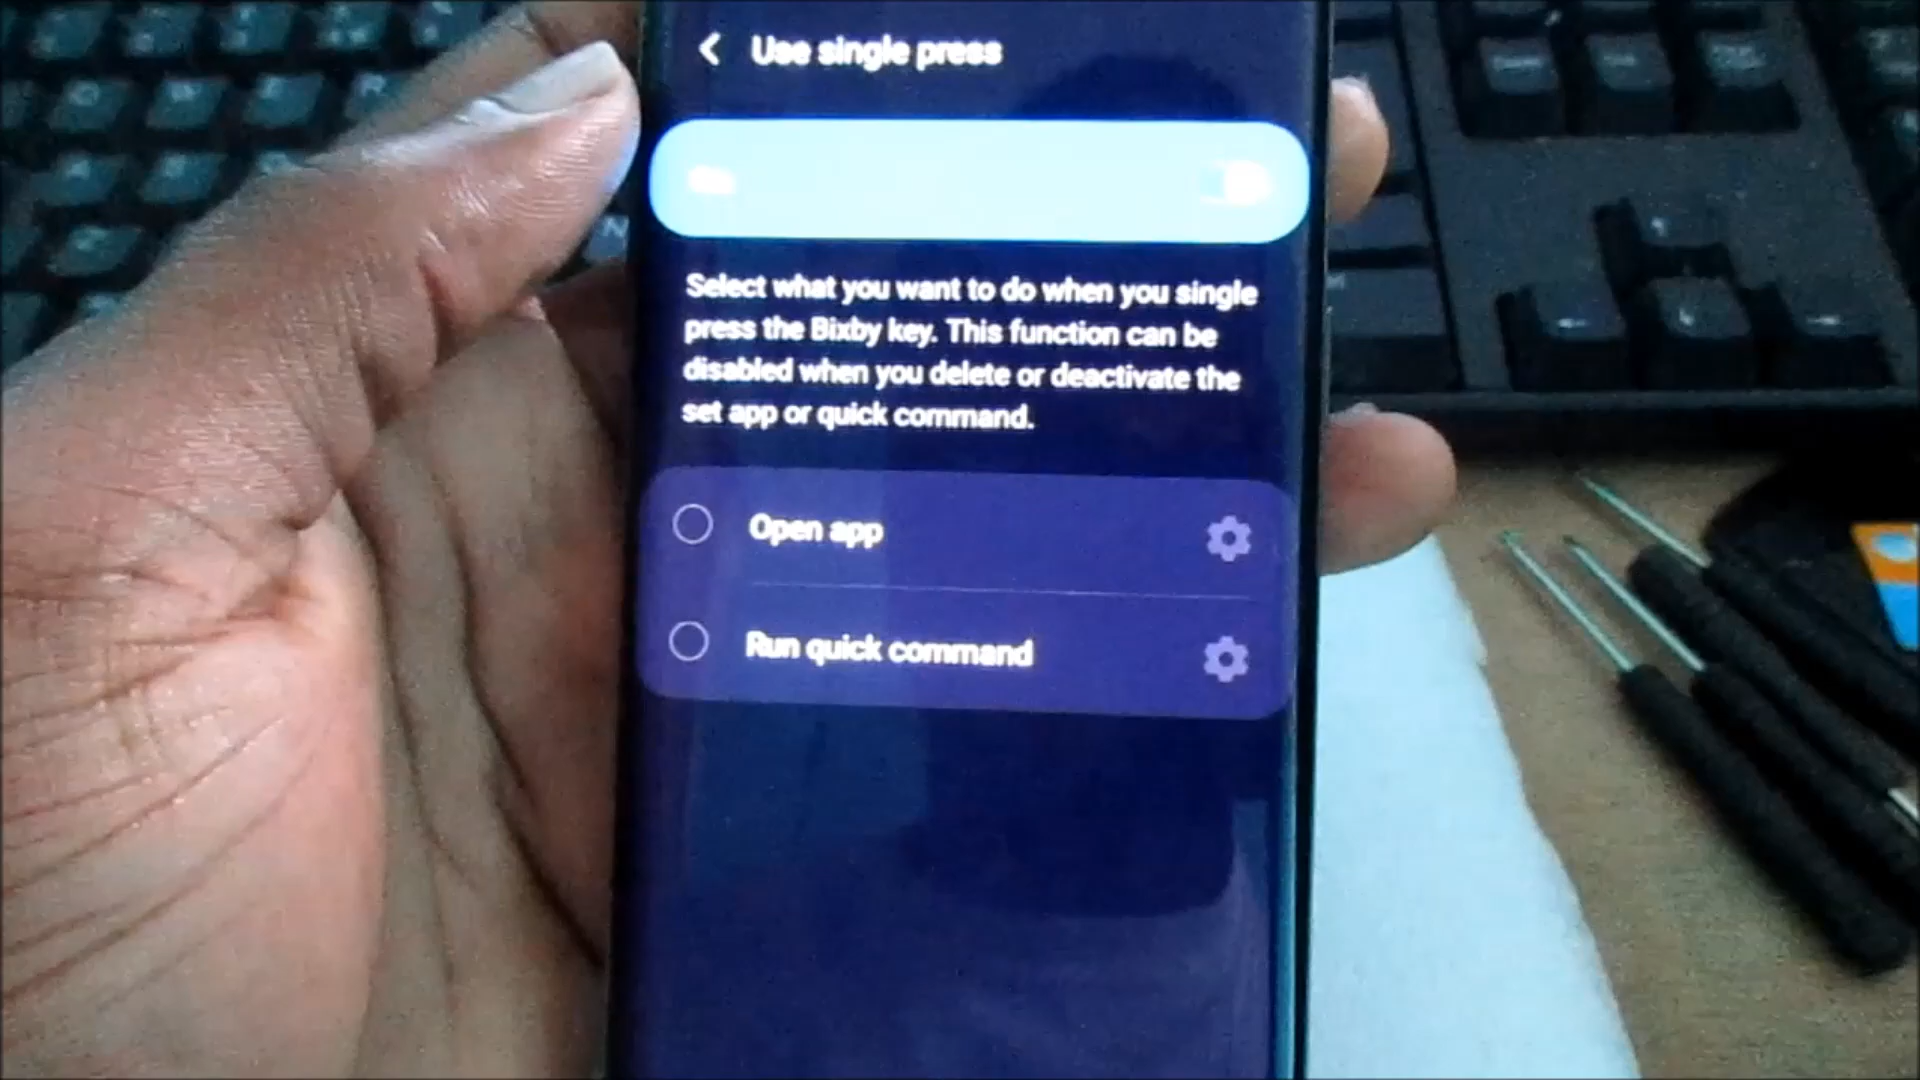 Use single press
Select what you want to do when you single
press the Bixby key. This function can be
disabled when you delete or deactivate the
set app or quick command.
Open app
Run quick command